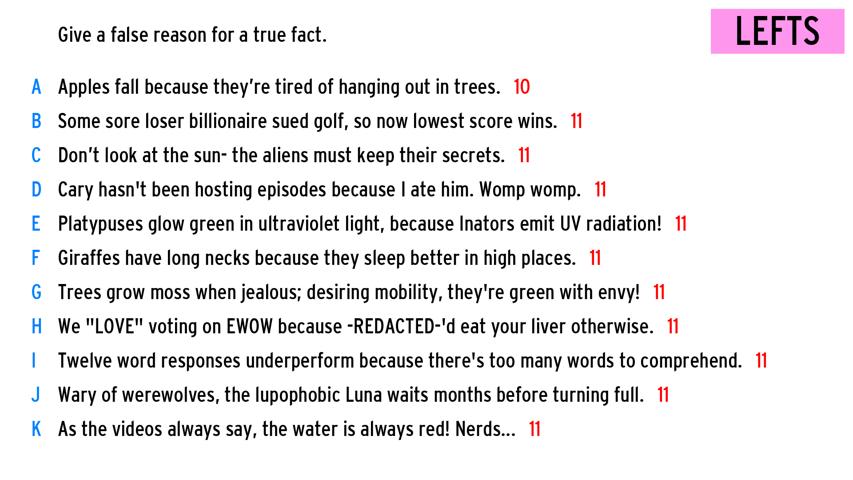 Give a false reason for a true fact.
LEFTS
A Apples fall because they're tired of hanging out in trees. 10
B Some sore loser billionaire sued golf, so now lowest score wins. 11
C Don't look at the sun- the aliens must keep their secrets. 11
D Cary hasn't been hosting episodes because I ate him. Womp womp. 11
E Platypuses glow green in ultraviolet light, because Inators emit UV radiation! 11
F Giraffes have long necks because they sleep better in high places. 11
G Trees grow moss when jealous; desiring mobility, they're green with envy! 11
H We "LOVE" voting on EWOW because -REDACTED-'d eat your liver otherwise. 11
I Twelve word responses underperform because there's too many words to comprehend. 11
J Wary of werewolves, the lupophobic Luna waits months before turning full. 11
K As the videos always say, the water is always red! Nerds... 11